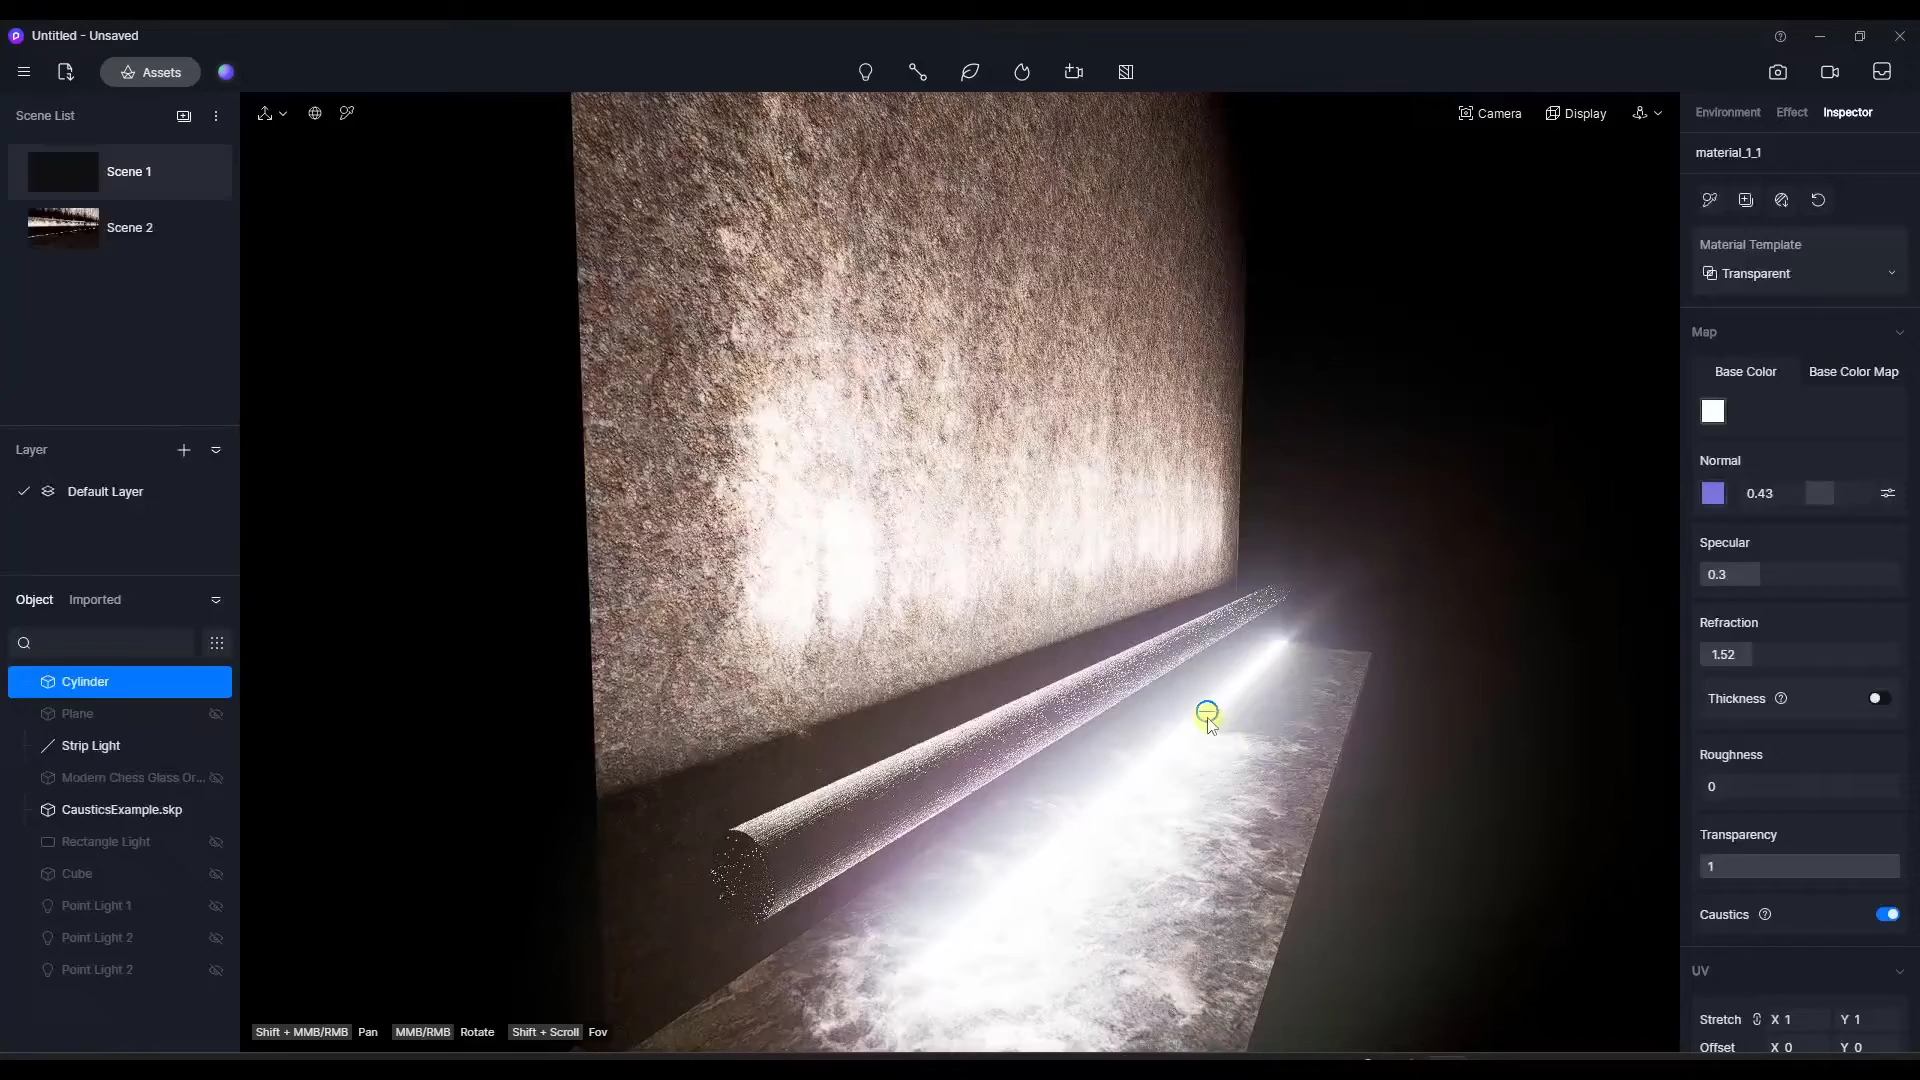 Untitled - Unsaved
Assets
Scene List
Scene 1
Scene 2
Layer
Default Layer
Object Imported
Cylinder
Plane
Strip Light
Modern Chess Glass Or...
CausticsExample.skp
Rectangle Light
Cube
Point Light 1
Point Light 2
Point Light 2
Camera Display
Shift + MMB/RMB Pan MMB/RMB Rotate Shift + Scroll Fov
Environment Effect Inspector
material_1_1
Material Template
Transparent
Map
Base Color Base Color Map
Normal
0.43
Specular
0.3
Refraction
1.52
Thickness
Roughness
0
Transparency
1
Caustics
UV
Stretch X 1 Y 1
Offset X 0 Y 0